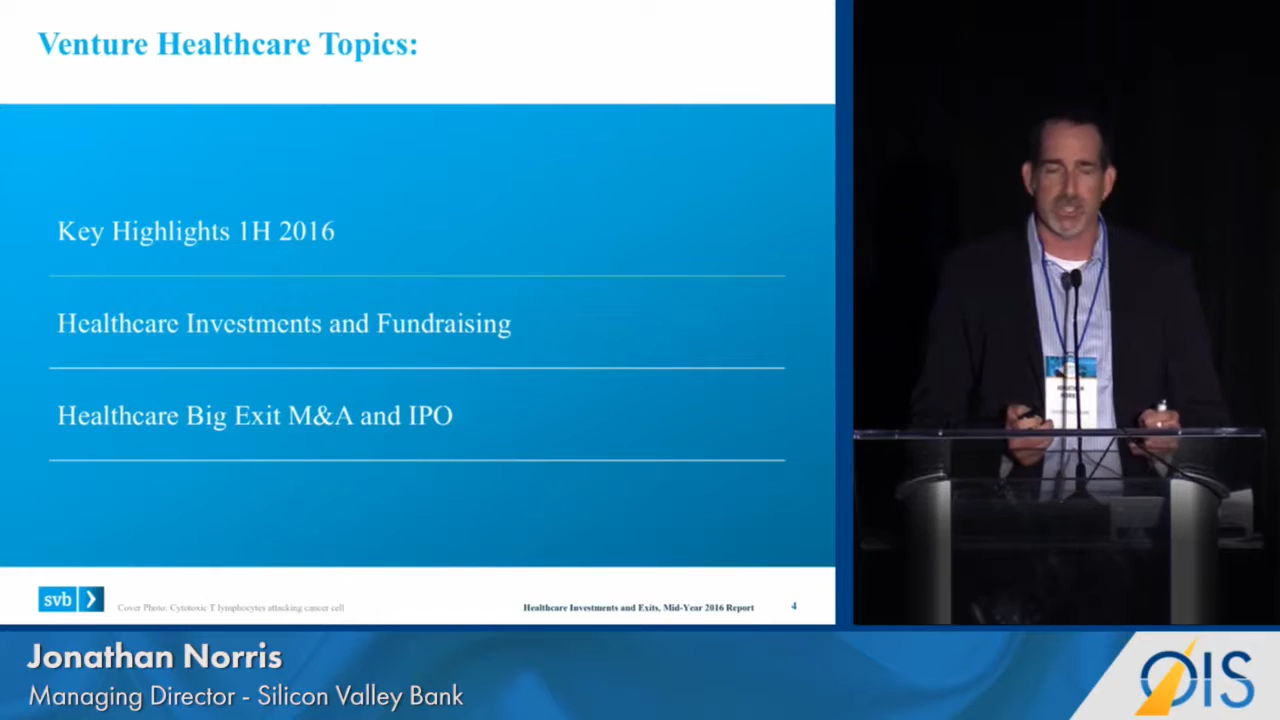 Venture Healthcare Topics:
Key Highlights 1H 2016
Healthcare Investments and Fundraising
Healthcare Big Exit M&A and IPO
svb
Cover Photo: Cytotoxic T lymphocytes attacking cancer cell
Healthcare Investments and Exits, Mid-Year 2016 Report
4
JONATHAN
Jonathan Norris
Managing Director - Silicon Valley Bank
OIS